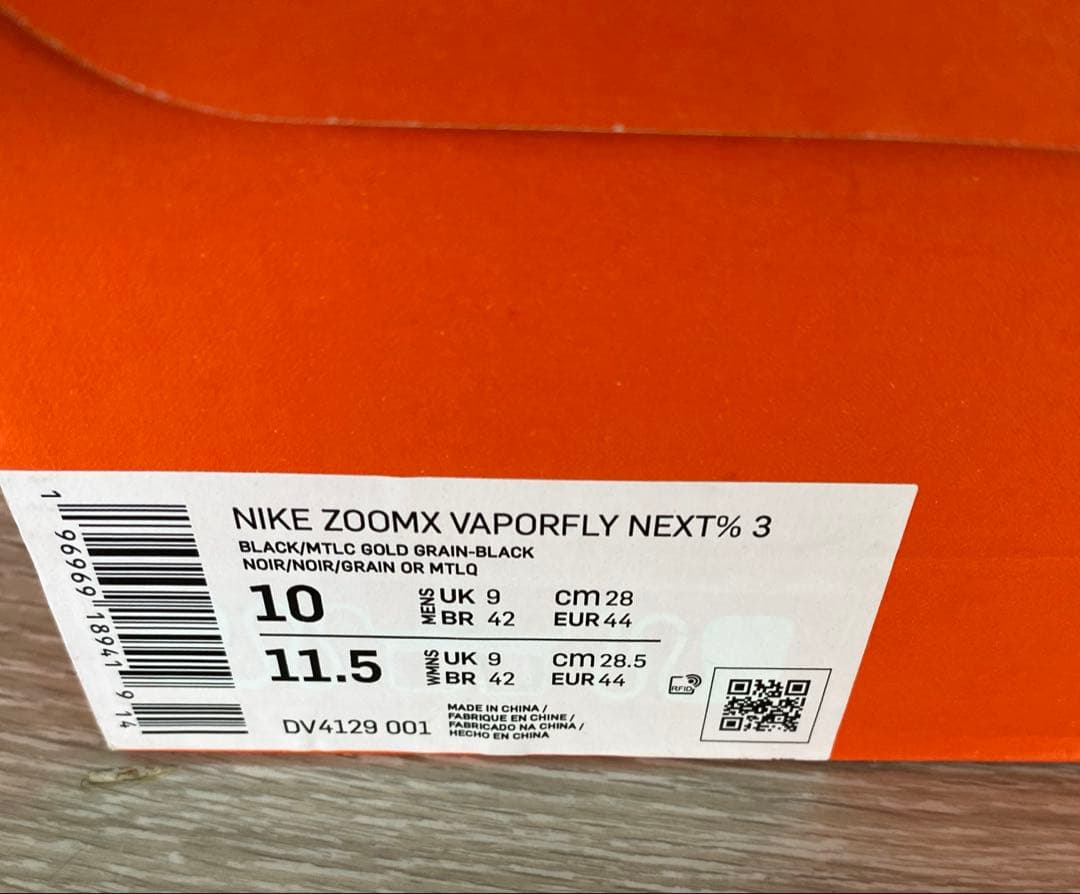 NIKE ZOOMX VAPORFLY NEXT% 3
BLACK/MTLC GOLD GRAIN-BLACK
NOIR/NOIR/GRAIN OR MTLQ
10 MENS UK 9 cm 28
BR 42 EUR 44
11.5 WMNS UK 9 cm 28.5
BR 42 EUR 44
RFID
DV4129 001
MADE IN CHINA /
FABRIQUE EN CHINE /
FABRICADO NA CHINA /
HECHO EN CHINA
1 96969 18941 9 14